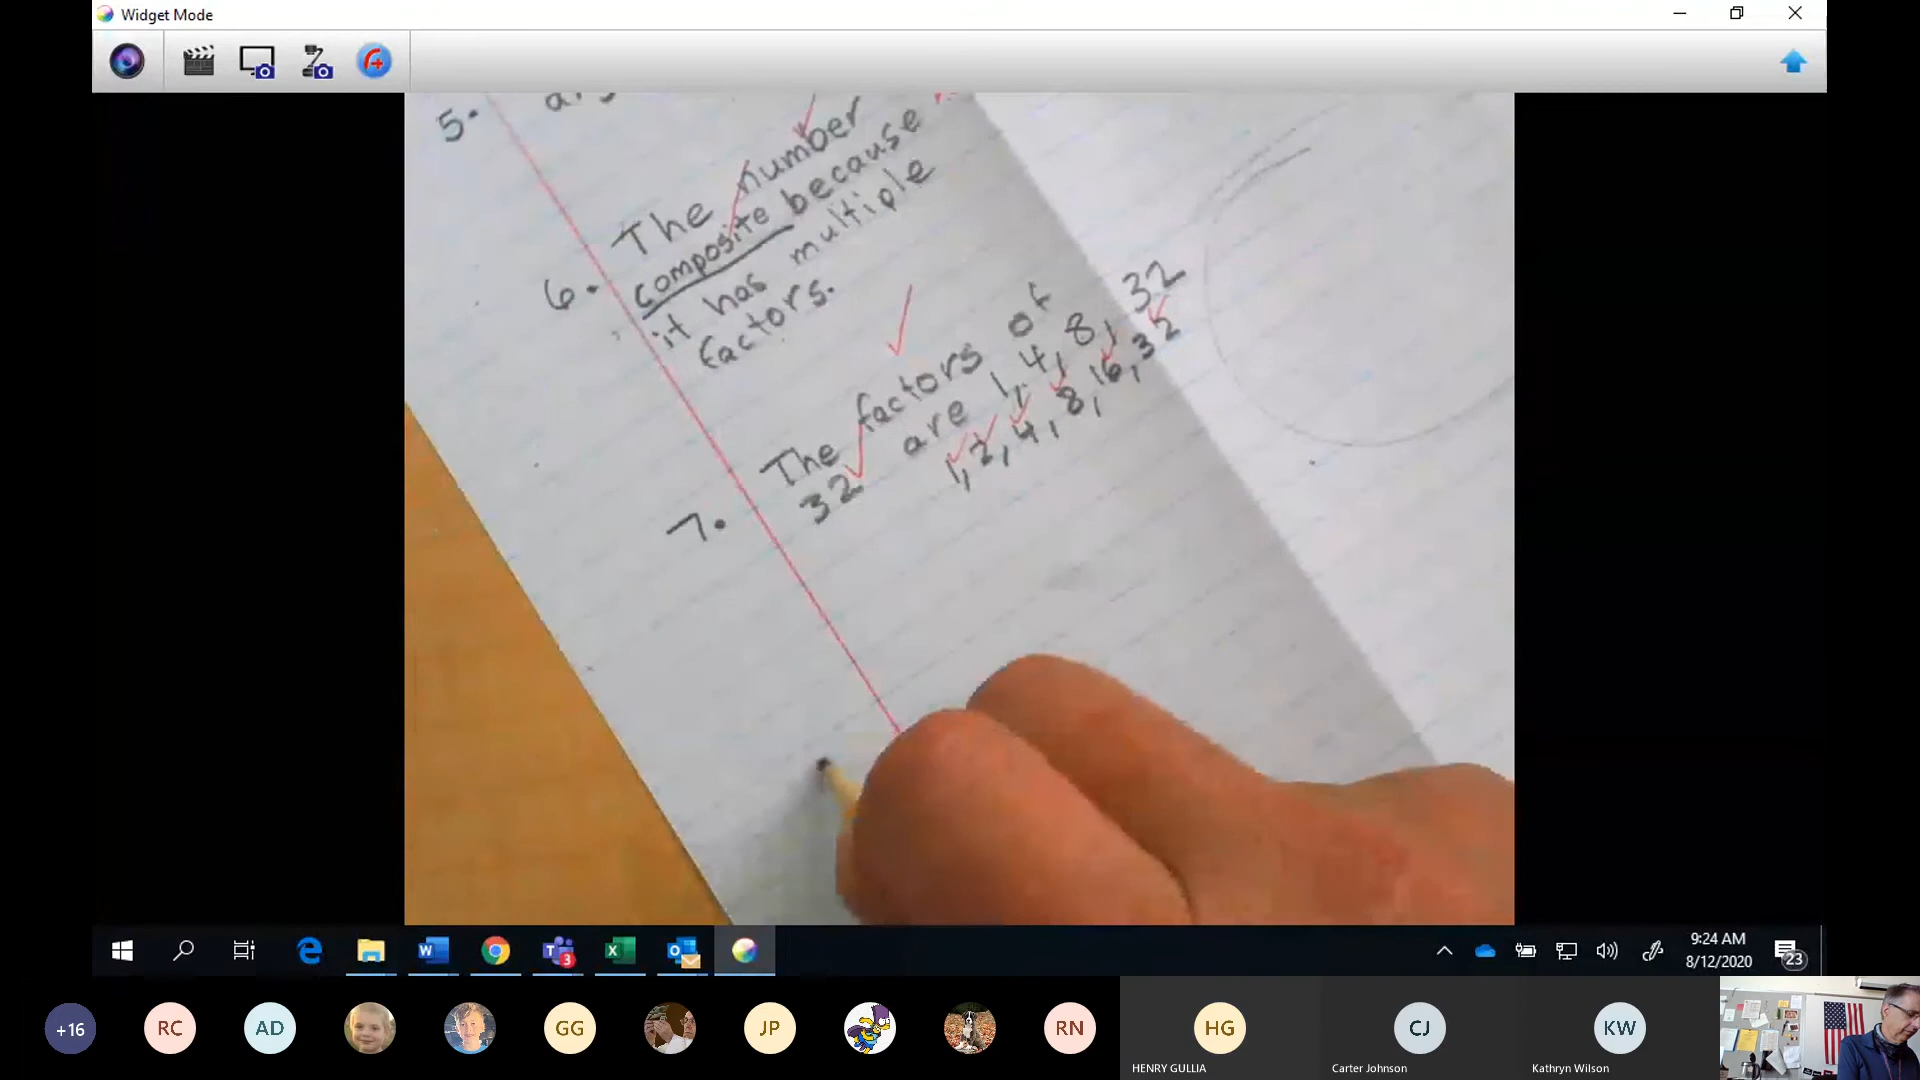 Widget Mode
5.
The number
6. composite because
it has multiple
factors.
The factors of
7. 32 are 1, 4, 8, 32
1, 2, 4, 8, 16, 32
9:24 AM
8/12/2020
3
23
+16
RC
AD
GG
JP
RN
HG
HENRY GULLIA
CJ
Carter Johnson
KW
Kathryn Wilson